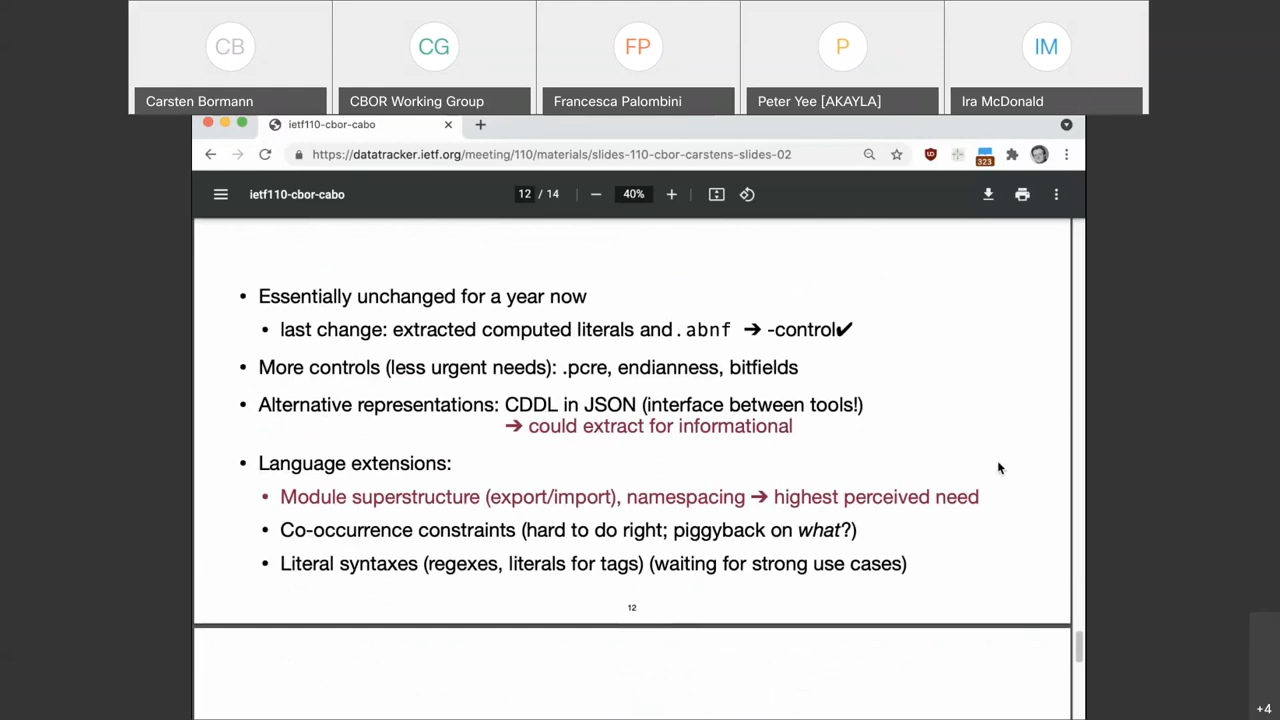 CB
CG
FP
P
IM
Carsten Bormann
CBOR Working Group
Francesca Palombini
Peter Yee [AKAYLA]
Ira McDonald
ietf110-cbor-cabo
https://datatracker.ietf.org/meeting/110/materials/slides-110-cbor-carstens-slides-02
323
ietf110-cbor-cabo
12 / 14
40%
• Essentially unchanged for a year now
• last change: extracted computed literals and .abnf ➔ -control✔
• More controls (less urgent needs): .pcre, endianness, bitfields
• Alternative representations: CDDL in JSON (interface between tools!)
➔ could extract for informational
• Language extensions:
• Module superstructure (export/import), namespacing ➔ highest perceived need
• Co-occurrence constraints (hard to do right; piggyback on what?)
• Literal syntaxes (regexes, literals for tags) (waiting for strong use cases)
12
+4